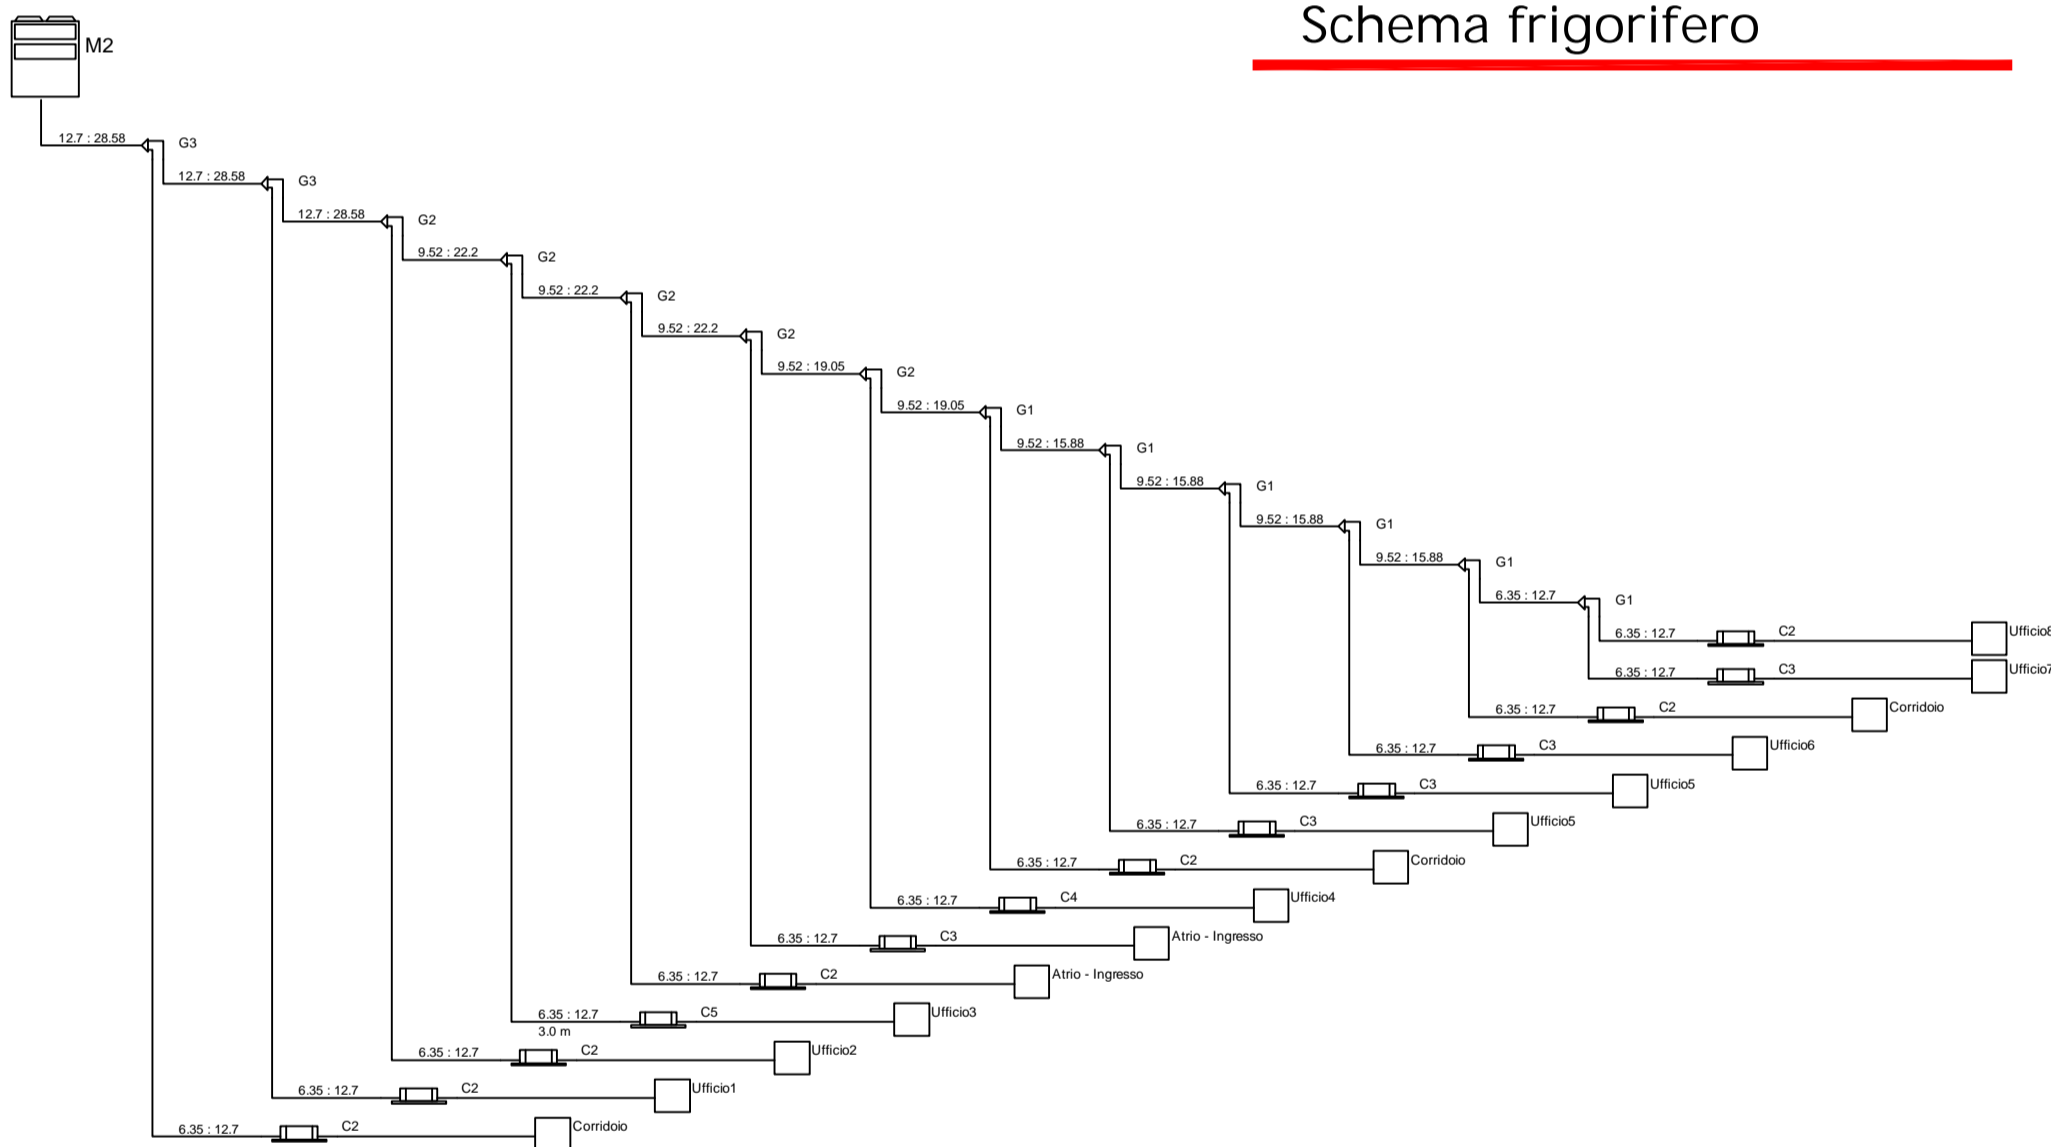 Schema frigorifero
M2
12.7 : 28.58
G3
12.7 : 28.58
G3
12.7 : 28.58
G2
9.52 : 22.2
G2
9.52 : 22.2
G2
9.52 : 22.2
G2
9.52 : 19.05
G2
9.52 : 19.05
G1
9.52 : 15.88
G1
9.52 : 15.88
G1
9.52 : 15.88
G1
9.52 : 15.88
G1
6.35 : 12.7
G1
6.35 : 12.7
C2
Ufficio8
6.35 : 12.7
C3
Ufficio7
6.35 : 12.7
C2
Corridoio
6.35 : 12.7
C3
Ufficio6
6.35 : 12.7
C3
Ufficio5
6.35 : 12.7
C3
Ufficio5
6.35 : 12.7
C2
Corridoio
6.35 : 12.7
C4
Ufficio4
6.35 : 12.7
C3
Atrio - Ingresso
6.35 : 12.7
C2
Atrio - Ingresso
6.35 : 12.7
C5
Ufficio3
3.0 m
6.35 : 12.7
C2
Ufficio2
6.35 : 12.7
C2
Ufficio1
6.35 : 12.7
C2
Corridoio